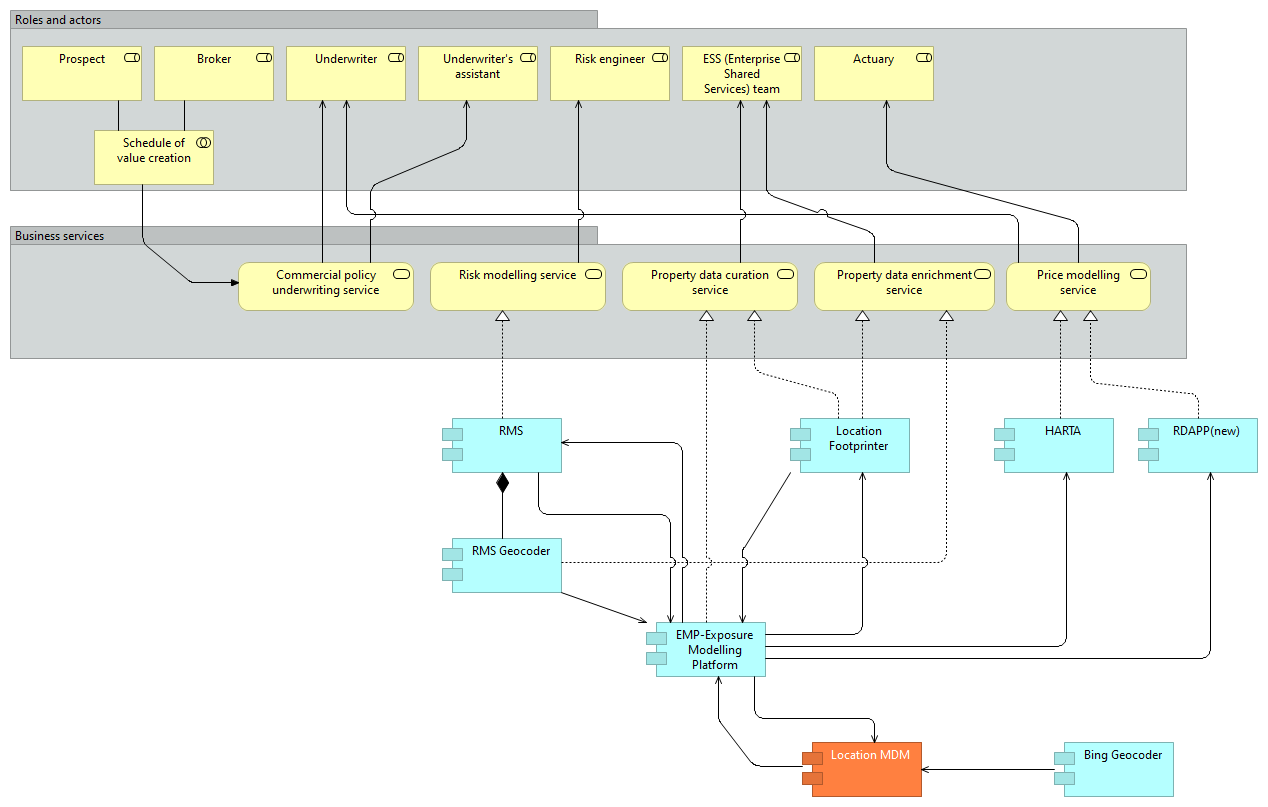 Roles and actors
Prospect
Broker
Underwriter
Underwriter's
assistant
Risk engineer
ESS (Enterprise
Shared
Services) team
Actuary
Schedule of
value creation
Business services
Commercial policy
underwriting service
Risk modelling service
Property data curation
service
Property data enrichment
service
Price modelling
service
RMS
Location
Footprinter
HARTA
RDAPP(new)
RMS Geocoder
EMP-Exposure
Modelling
Platform
Location MDM
Bing Geocoder